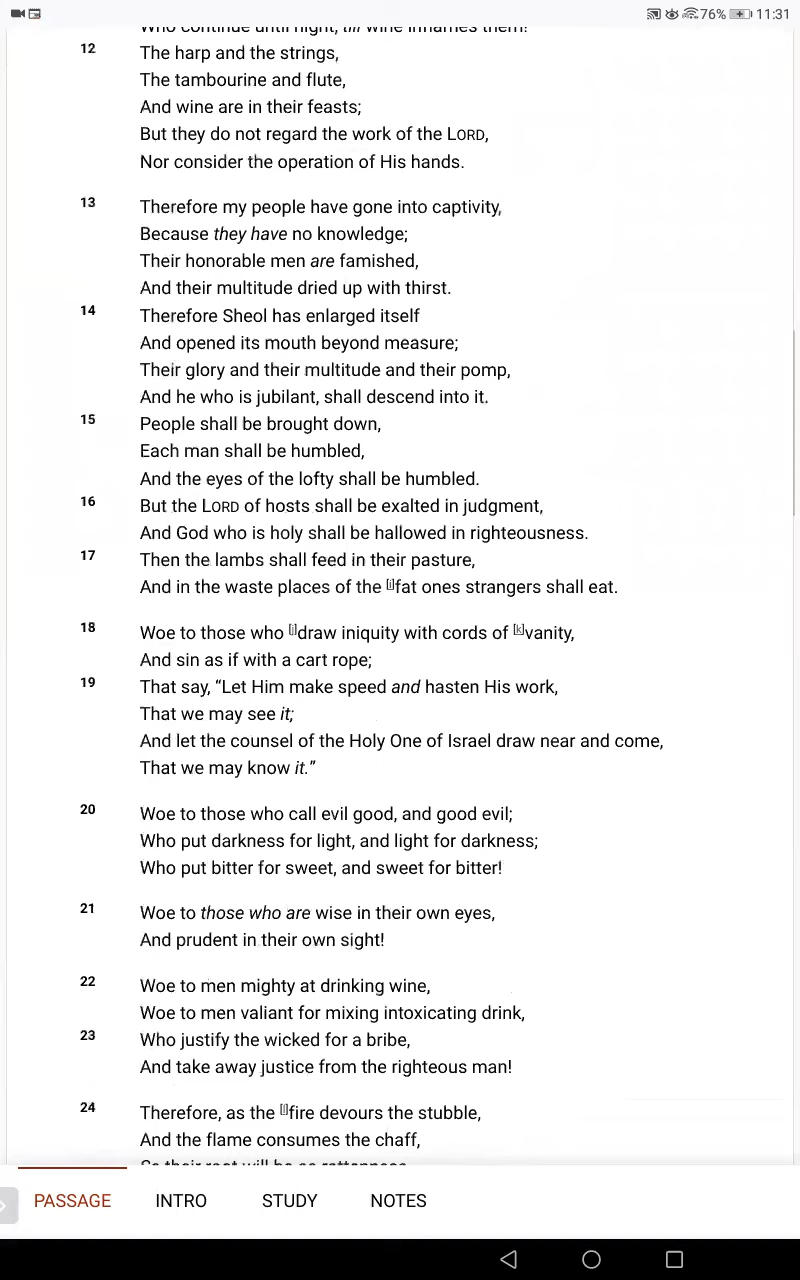 76% 11:31
Who continue until night, till wine inflames them!
12 The harp and the strings,
The tambourine and flute,
And wine are in their feasts;
But they do not regard the work of the LORD,
Nor consider the operation of His hands.
13 Therefore my people have gone into captivity,
Because they have no knowledge;
Their honorable men are famished,
And their multitude dried up with thirst.
14 Therefore Sheol has enlarged itself
And opened its mouth beyond measure;
Their glory and their multitude and their pomp,
And he who is jubilant, shall descend into it.
15 People shall be brought down,
Each man shall be humbled,
And the eyes of the lofty shall be humbled.
16 But the LORD of hosts shall be exalted in judgment,
And God who is holy shall be hallowed in righteousness.
17 Then the lambs shall feed in their pasture,
And in the waste places of the [i]fat ones strangers shall eat.
18 Woe to those who [j]draw iniquity with cords of [k]vanity,
And sin as if with a cart rope;
19 That say, “Let Him make speed and hasten His work,
That we may see it;
And let the counsel of the Holy One of Israel draw near and come,
That we may know it.”
20 Woe to those who call evil good, and good evil;
Who put darkness for light, and light for darkness;
Who put bitter for sweet, and sweet for bitter!
21 Woe to those who are wise in their own eyes,
And prudent in their own sight!
22 Woe to men mighty at drinking wine,
Woe to men valiant for mixing intoxicating drink,
23 Who justify the wicked for a bribe,
And take away justice from the righteous man!
24 Therefore, as the [l]fire devours the stubble,
And the flame consumes the chaff,
So their root will be as rottenness
PASSAGE INTRO STUDY NOTES